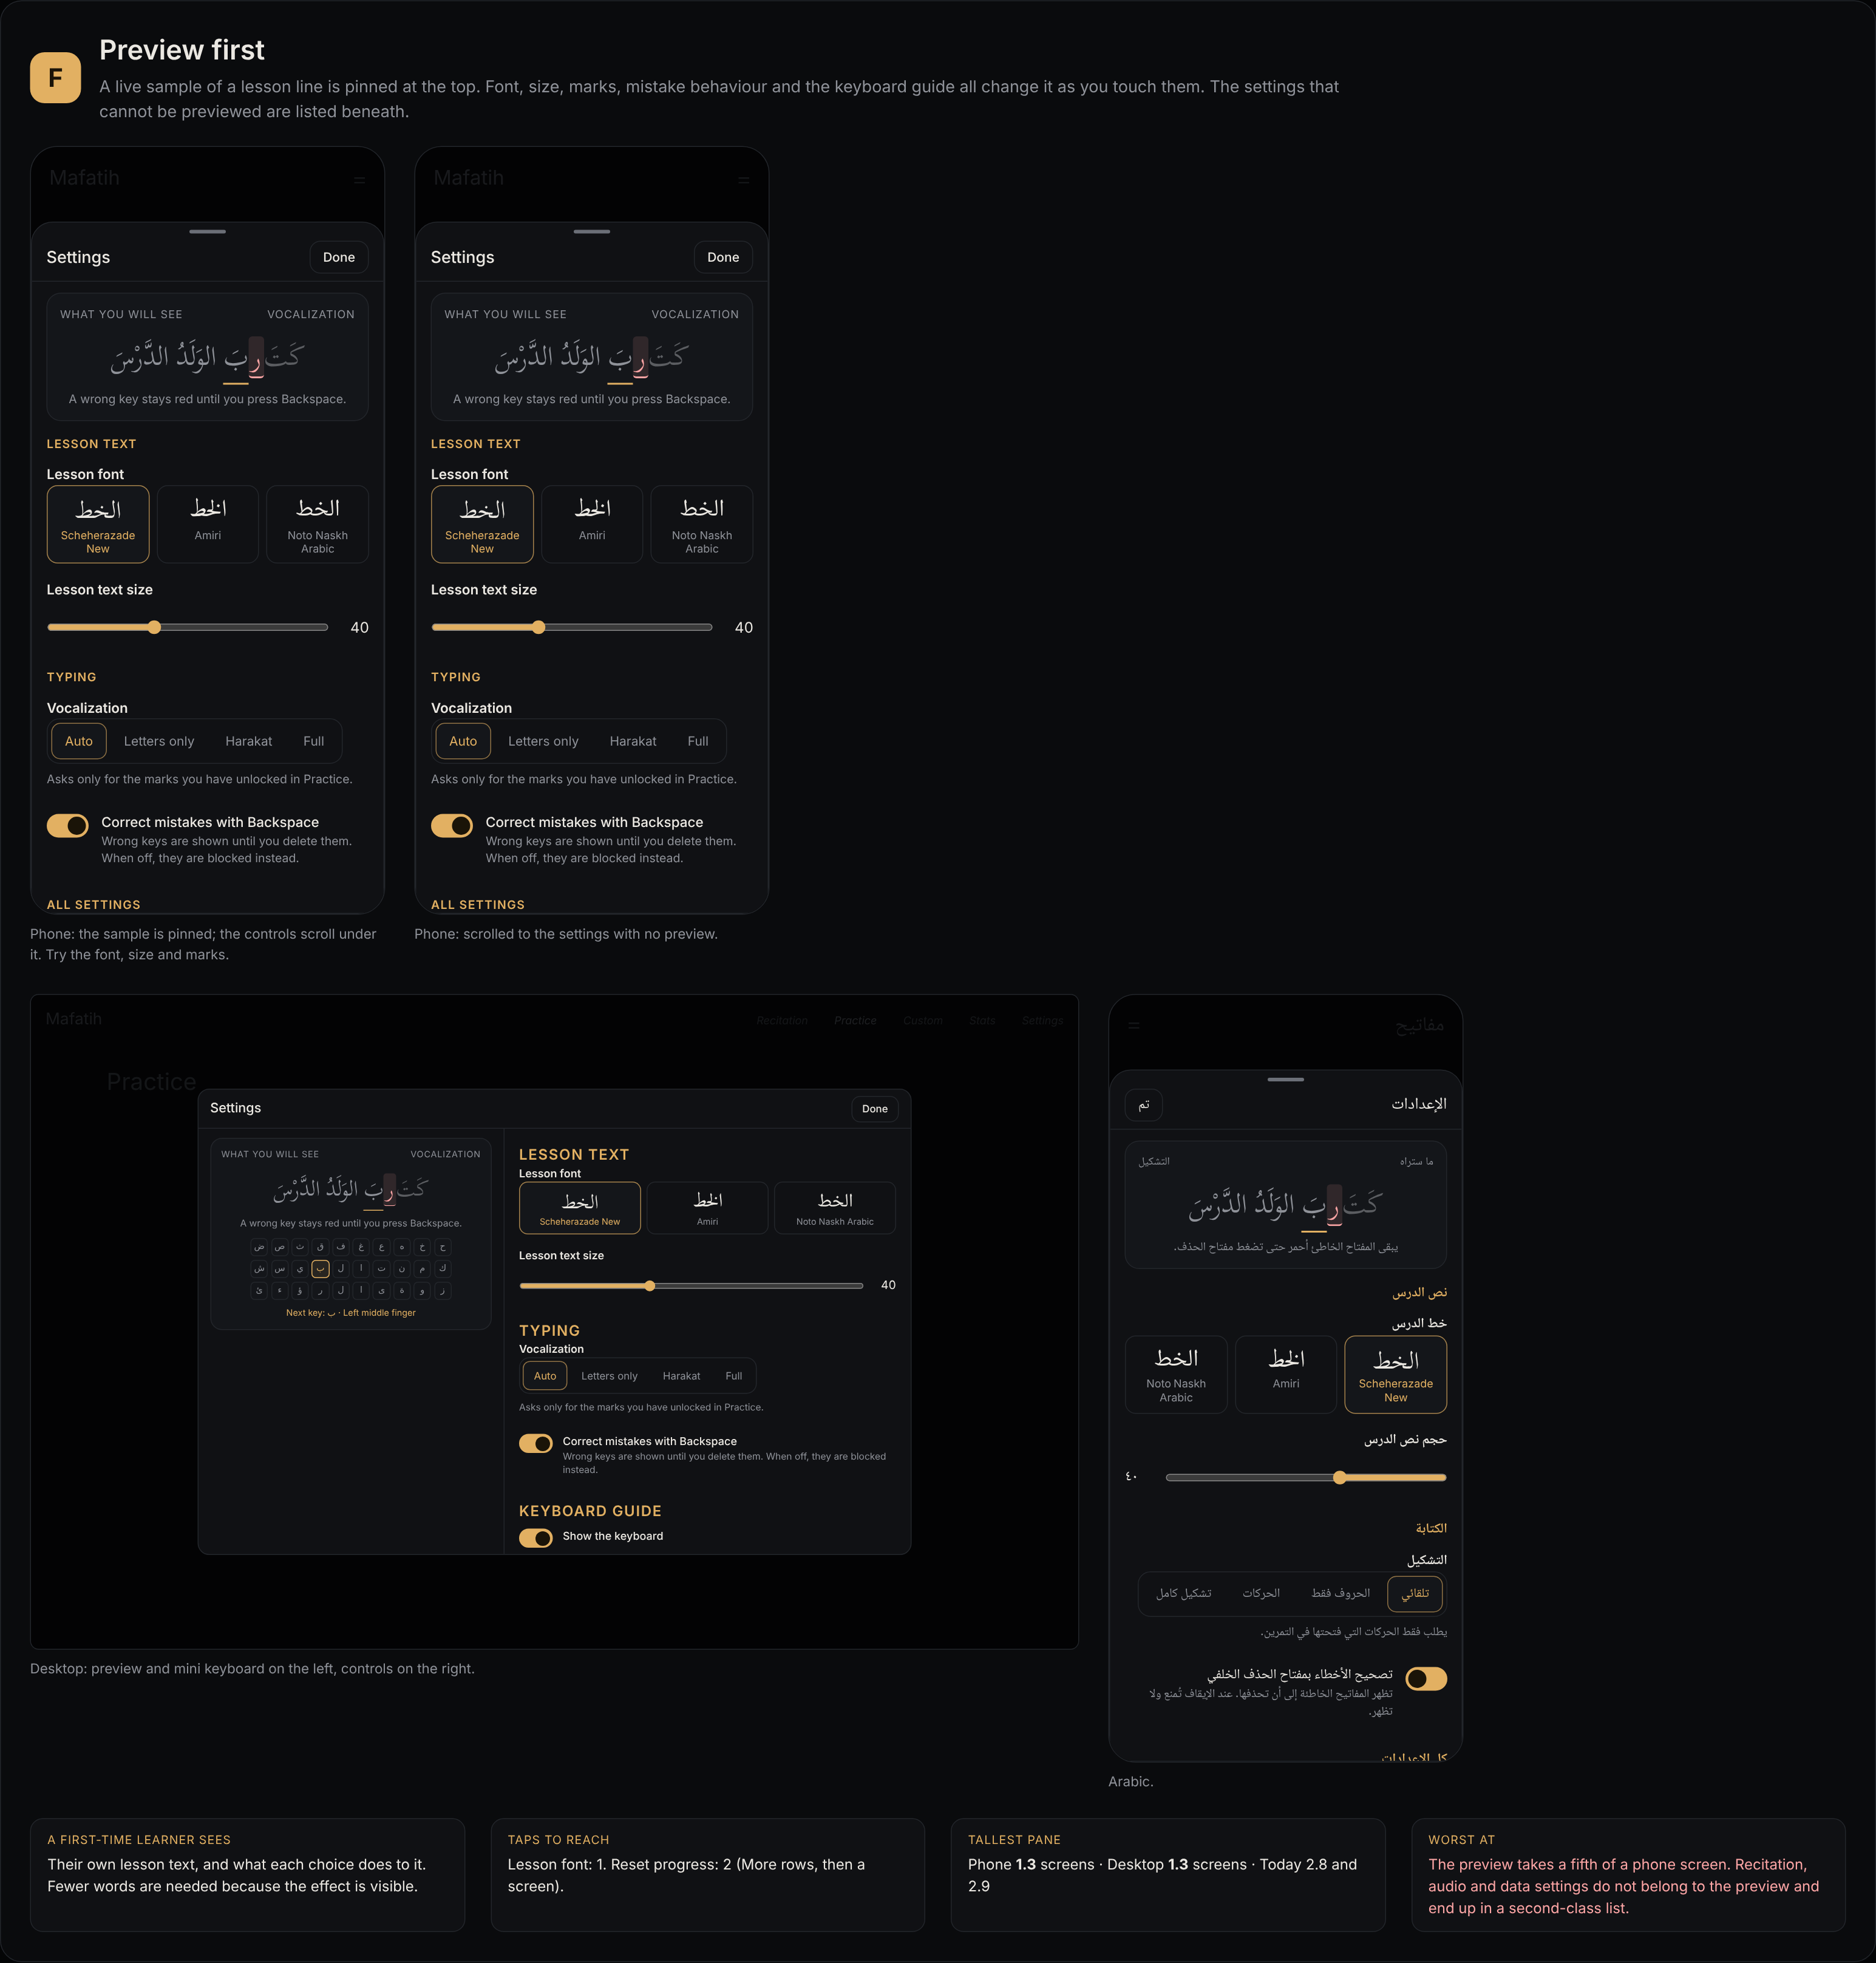 F
Preview first
A live sample of a lesson line is pinned at the top. Font, size, marks, mistake behaviour and the keyboard guide all change it as you touch them. The settings that
cannot be previewed are listed beneath.
Mafatih
Settings
Done
WHAT YOU WILL SEE
VOCALIZATION
كَتَربَ الوَلَدُ الدَّرْسَ
A wrong key stays red until you press Backspace.
LESSON TEXT
Lesson font
الخط
الخط
الخط
Scheherazade
New
Amiri
Noto Naskh
Arabic
Lesson text size
40
TYPING
Vocalization
Auto
Letters only
Harakat
Full
Asks only for the marks you have unlocked in Practice.
Correct mistakes with Backspace
Wrong keys are shown until you delete them.
When off, they are blocked instead.
ALL SETTINGS
Phone: the sample is pinned; the controls scroll under
it. Try the font, size and marks.
Mafatih
Settings
Done
WHAT YOU WILL SEE
VOCALIZATION
كَتَربَ الوَلَدُ الدَّرْسَ
A wrong key stays red until you press Backspace.
LESSON TEXT
Lesson font
الخط
الخط
الخط
Scheherazade
New
Amiri
Noto Naskh
Arabic
Lesson text size
40
TYPING
Vocalization
Auto
Letters only
Harakat
Full
Asks only for the marks you have unlocked in Practice.
Correct mistakes with Backspace
Wrong keys are shown until you delete them.
When off, they are blocked instead.
ALL SETTINGS
Phone: scrolled to the settings with no preview.
Mafatih
Recitation
Practice
Custom
Stats
Settings
Practice
Settings
Done
WHAT YOU WILL SEE
VOCALIZATION
كَتَربَ الوَلَدُ الدَّرْسَ
A wrong key stays red until you press Backspace.
ض ص ث ق ف غ ع ه خ ح
ش س ي ب ل ا ت ن م ك
ئ ء ؤ ر ل ا ى ة و ز
Next key: ب · Left middle finger
LESSON TEXT
Lesson font
الخط
الخط
الخط
Scheherazade New
Amiri
Noto Naskh Arabic
Lesson text size
40
TYPING
Vocalization
Auto
Letters only
Harakat
Full
Asks only for the marks you have unlocked in Practice.
Correct mistakes with Backspace
Wrong keys are shown until you delete them. When off, they are blocked
instead.
KEYBOARD GUIDE
Show the keyboard
Desktop: preview and mini keyboard on the left, controls on the right.
مفاتيح
الإعدادات
تم
ما ستراه
التشكيل
كَتَربَ الوَلَدُ الدَّرْسَ
يبقى المفتاح الخاطئ أحمر حتى تضغط مفتاح الحذف.
نص الدرس
خط الدرس
الخط
الخط
الخط
Scheherazade
New
Amiri
Noto Naskh
Arabic
حجم نص الدرس
٤٠
الكتابة
التشكيل
تلقائي
الحروف فقط
الحركات
تشكيل كامل
يطلب فقط الحركات التي فتحتها في التمرين.
تصحيح الأخطاء بمفتاح الحذف الخلفي
تظهر المفاتيح الخاطئة إلى أن تحذفها. عند الإيقاف تُمنع ولا
تظهر.
كل الإعدادات
Arabic.
A FIRST-TIME LEARNER SEES
Their own lesson text, and what each choice does to it.
Fewer words are needed because the effect is visible.
TAPS TO REACH
Lesson font: 1. Reset progress: 2 (More rows, then a
screen).
TALLEST PANE
Phone 1.3 screens · Desktop 1.3 screens · Today 2.8 and
2.9
WORST AT
The preview takes a fifth of a phone screen. Recitation,
audio and data settings do not belong to the preview and
end up in a second-class list.